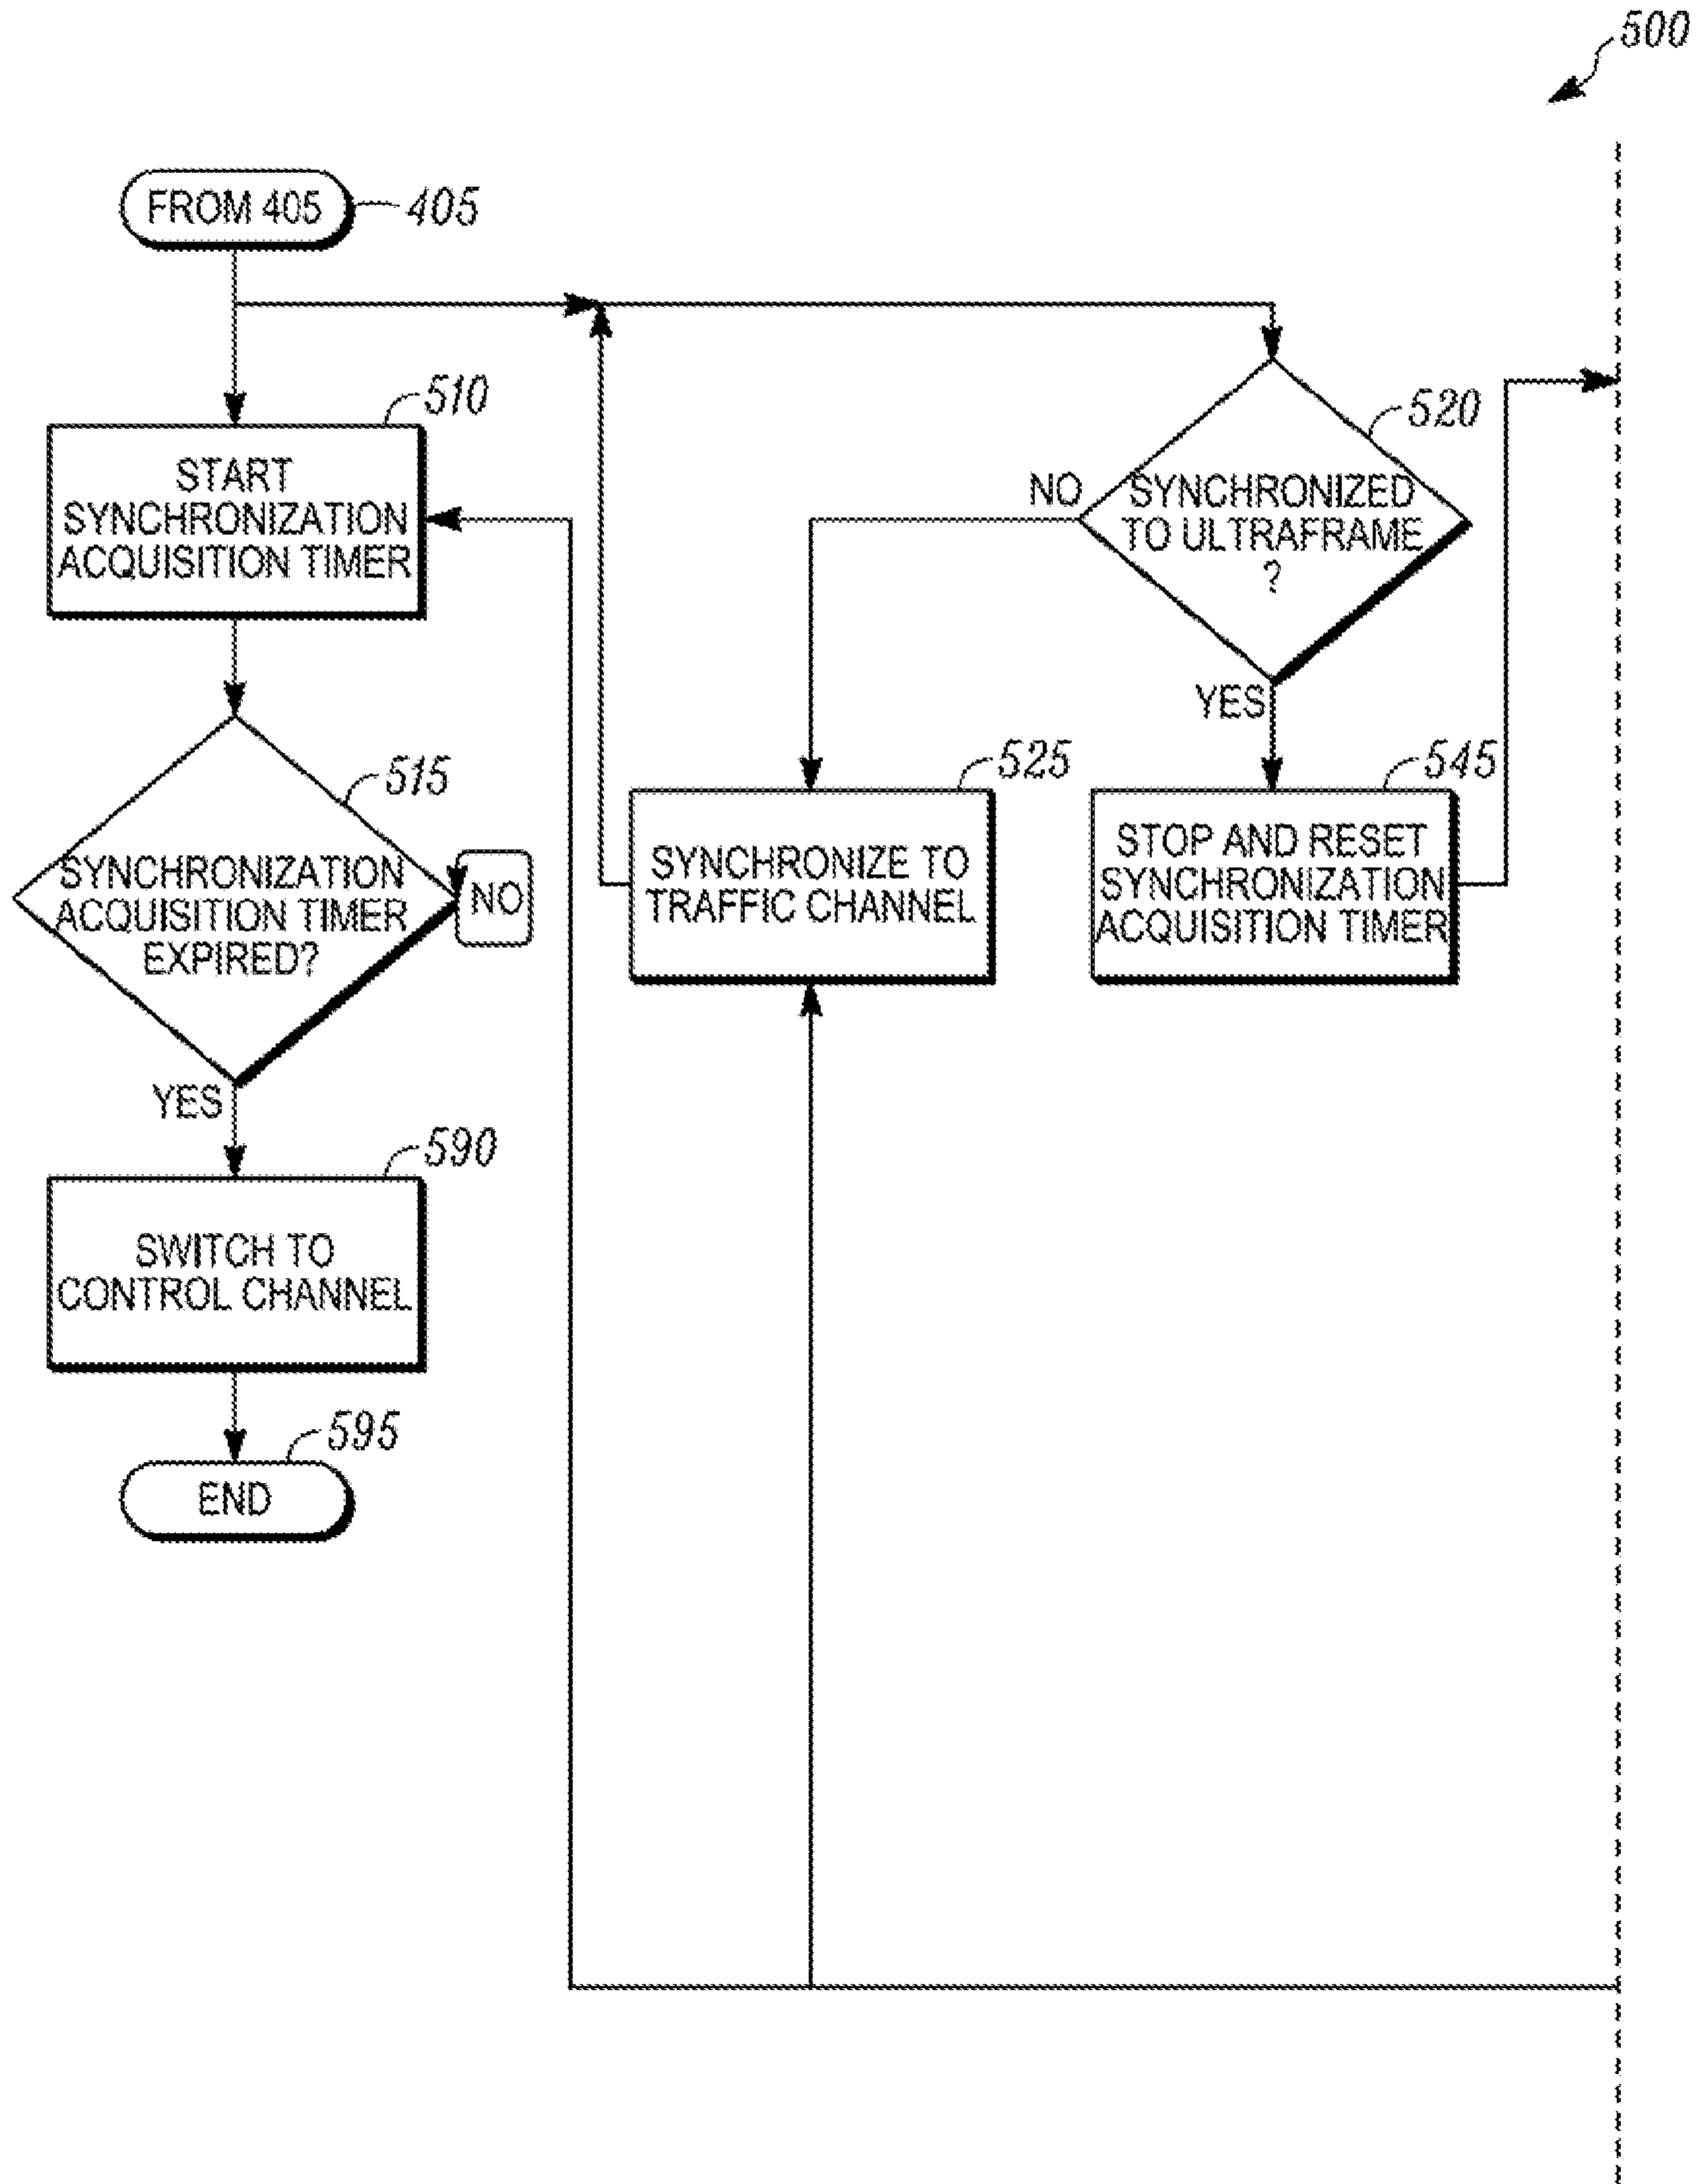 500
FROM 405
405
510
START
SYNCHRONIZATION
ACQUISITION TIMER
520
NO
SYNCHRONIZED
TO ULTRAFRAME
?
YES
515
SYNCHRONIZATION
ACQUISITION TIMER
EXPIRED?
NO
YES
525
SYNCHRONIZE TO
TRAFFIC CHANNEL
545
STOP AND RESET
SYNCHRONIZATION
ACQUISITION TIMER
590
SWITCH TO
CONTROL CHANNEL
595
END